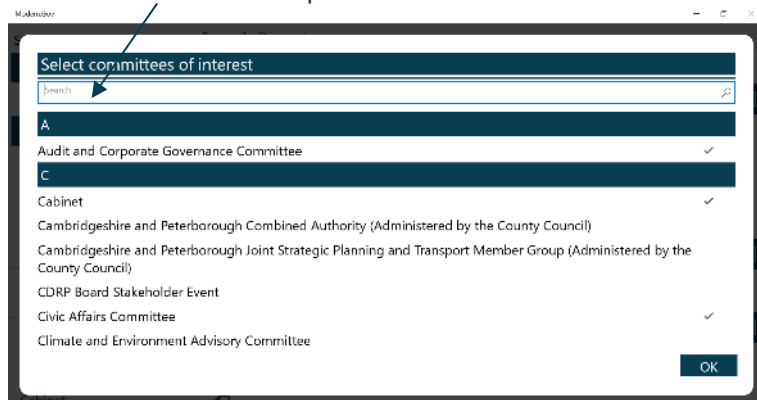 Select committees of interest
Search
A
Audit and Corporate Governance Committee
C
Cabinet
Cambridgeshire and Peterborough Combined Authority (Administered by the County Council)
Cambridgeshire and Peterborough Joint Strategic Planning and Transport Member Group (Administered by the
County Council)
CDRP Board Stakeholder Event
Civic Affairs Committee
Climate and Environment Advisory Committee
OK
Cabinet